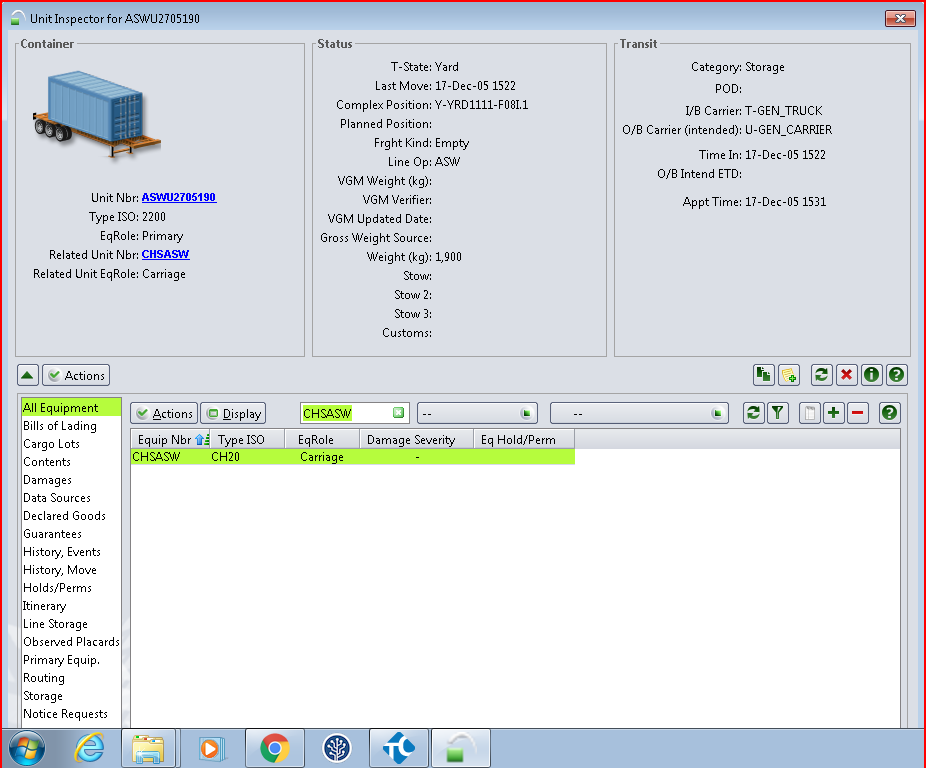 Unit Inspector for ASWU2705190
Container
Unit Nbr: ASWU2705190
Type ISO: 2200
EqRole: Primary
Related Unit Nbr: CHSASW
Related Unit EqRole: Carriage
Status
T-State: Yard
Last Move: 17-Dec-05 1522
Complex Position: Y-YRD1111-F08I.1
Planned Position:
Frght Kind: Empty
Line Op: ASW
VGM Weight (kg):
VGM Verifier:
VGM Updated Date:
Gross Weight Source:
Weight (kg): 1,900
Stow:
Stow 2:
Stow 3:
Customs:
Transit
Category: Storage
POD:
I/B Carrier: T-GEN_TRUCK
O/B Carrier (intended): U-GEN_CARRIER
Time In: 17-Dec-05 1522
O/B Intend ETD:
Appt Time: 17-Dec-05 1531
Actions
All Equipment
Bills of Lading
Cargo Lots
Contents
Damages
Data Sources
Declared Goods
Guarantees
History, Events
History, Move
Holds/Perms
Itinerary
Line Storage
Observed Placards
Primary Equip.
Routing
Storage
Notice Requests
Actions Display CHSASW -- --
Equip Nbr Type ISO EqRole Damage Severity Eq Hold/Perm
CHSASW CH20 Carriage -